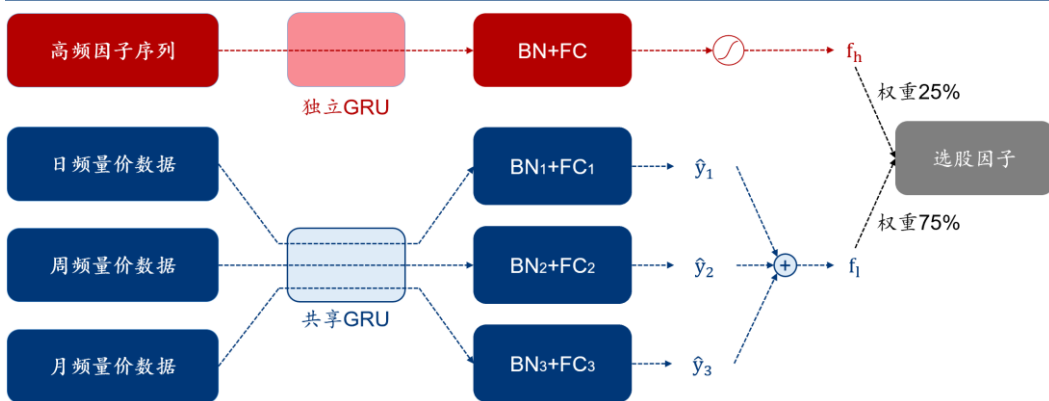 高频因子序列
独立GRU
BN+FC
f_h
权重25%
日频量价数据
BN₁+FC₁
ŷ₁
选股因子
周频量价数据
共享GRU
BN₂+FC₂
ŷ₂
+
f_l
权重75%
月频量价数据
BN₃+FC₃
ŷ₃